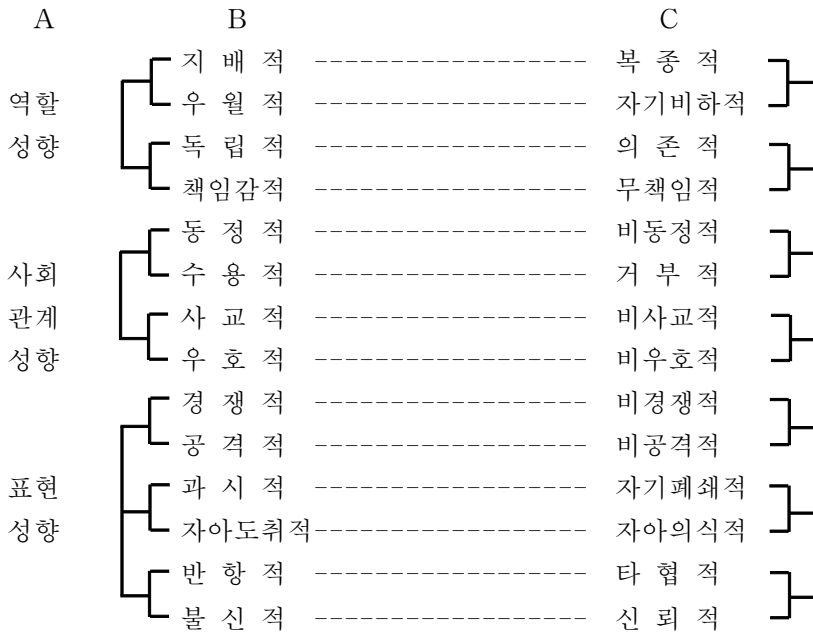 A B C
지 배 적 복 종 적
역할 우 월 적 자기비하적
성향 독 립 적 의 존 적
책임감적 무책임적
동 정 적 비동정적
사회 수 용 적 거 부 적
관계 사 교 적 비사교적
성향 우 호 적 비우호적
경 쟁 적 비경쟁적
공 격 적 비공격적
표현 과 시 적 자기폐쇄적
성향 자아도취적 자아의식적
반 항 적 타 협 적
불 신 적 신 뢰 적